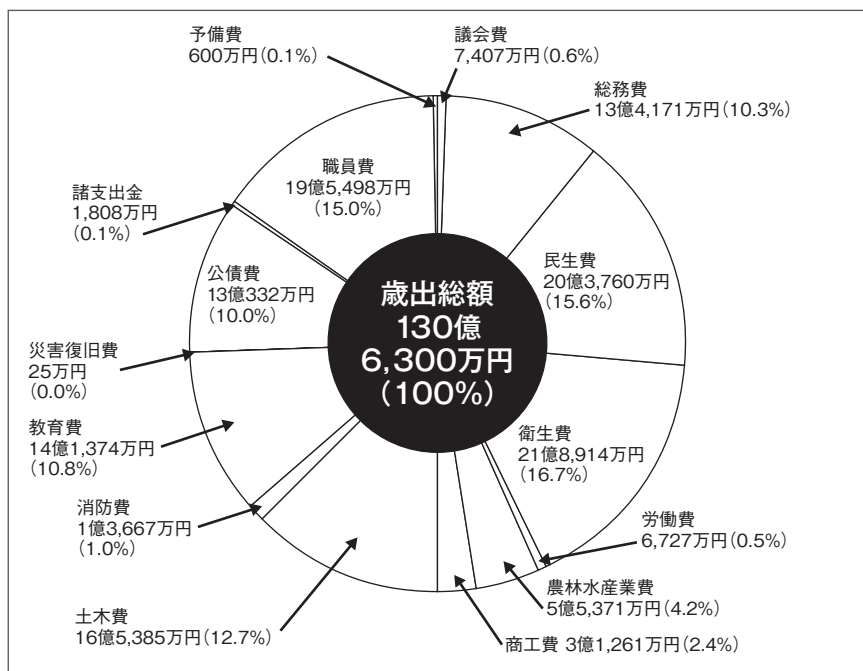 予備費
600万円(0.1%)
議会費
7,407万円(0.6%)
総務費
13億4,171万円(10.3%)
民生費
20億3,760万円
(15.6%)
衛生費
21億8,914万円
(16.7%)
労働費
6,727万円(0.5%)
農林水産業費
5億5,371万円(4.2%)
商工費 3億1,261万円(2.4%)
土木費
16億5,385万円(12.7%)
消防費
1億3,667万円
(1.0%)
教育費
14億1,374万円
(10.8%)
災害復旧費
25万円
(0.0%)
公債費
13億332万円
(10.0%)
諸支出金
1,808万円
(0.1%)
職員費
19億5,498万円
(15.0%)
歳出総額
130億
6,300万円
(100%)